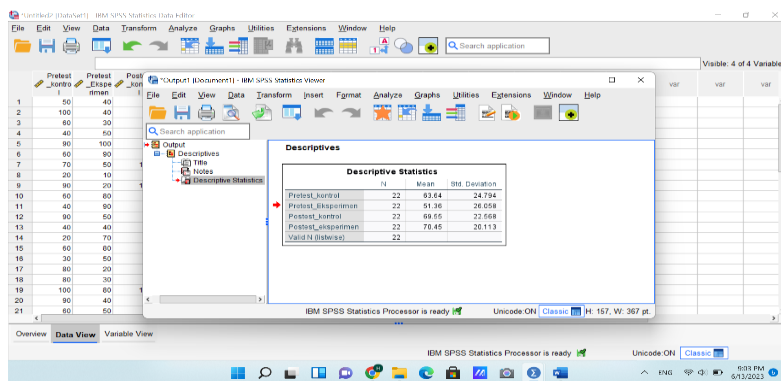 *Untitled2 [DataSet1] - IBM SPSS Statistics Data Editor
File Edit View Data Transform Analyze Graphs Utilities Extensions Window Help
Search application
Visible: 4 of 4 Variable
Pretest _kontro l
Pretest _Ekspe rimen
var var var
1 50 40
2 100 40
3 60 30
4 40 50
5 90 100
6 60 90
7 70 50
8 20 10
9 90 20
10 60 80
11 40 90
12 90 50
13 40 40
14 20 70
15 60 80
16 30 50
17 80 20
18 80 30
19 100 80
20 90 40
21 60 50
*Output1 [Document1] - IBM SPSS Statistics Viewer
File Edit View Data Transform Insert Format Analyze Graphs Utilities Extensions Window Help
Search application
Output
Descriptives
Title
Notes
Descriptive Statistics
Descriptives
Descriptive Statistics
N Mean Std. Deviation
Pretest_kontrol 22 63.64 24.794
Pretest_Eksperimen 22 51.36 26.058
Postest_kontrol 22 69.55 22.568
Postest_eksperimen 22 70.45 20.113
Valid N (listwise) 22
IBM SPSS Statistics Processor is ready Unicode:ON Classic H: 157, W: 367 pt.
Overview Data View Variable View
IBM SPSS Statistics Processor is ready Unicode:ON Classic
ENG 9:03 PM
6/13/2023